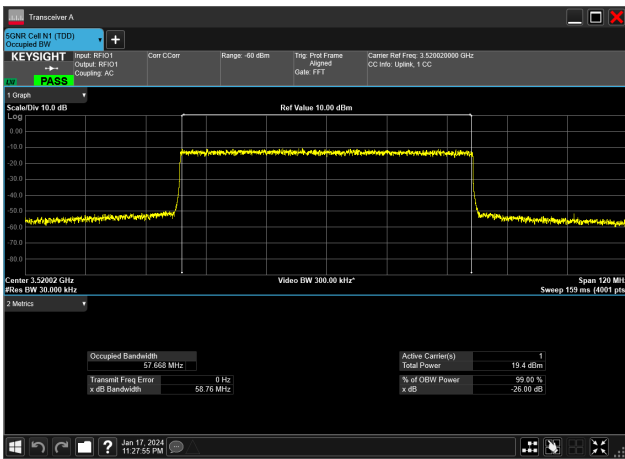 Transceiver A
5GNR Cell N1 (TDD)
Occupied BW
KEYSIGHT
Input: RFIO1
Output: RFIO1
Coupling: AC
Corr CCorr
Range: -60 dBm
Trig: Prot Frame
Aligned
Gate: FFT
Carrier Ref Freq: 3.520020000 GHz
CC Info: Uplink, 1 CC
PASS
1 Graph
Scale/Div 10.0 dB
Ref Value 10.00 dBm
Log
0.00
-10.0
-20.0
-30.0
-40.0
-50.0
-60.0
-70.0
-80.0
Center 3.52002 GHz
Video BW 300.00 kHz*
Span 120 MHz
#Res BW 30.000 kHz
Sweep 159 ms (4001 pts
2 Metrics
Occupied Bandwidth
57.668 MHz
Active Carrier(s) 1
Total Power 19.4 dBm
Transmit Freq Error 0 Hz
x dB Bandwidth 58.76 MHz
% of OBW Power 99.00 %
x dB -26.00 dB
Jan 17, 2024
11:27:55 PM